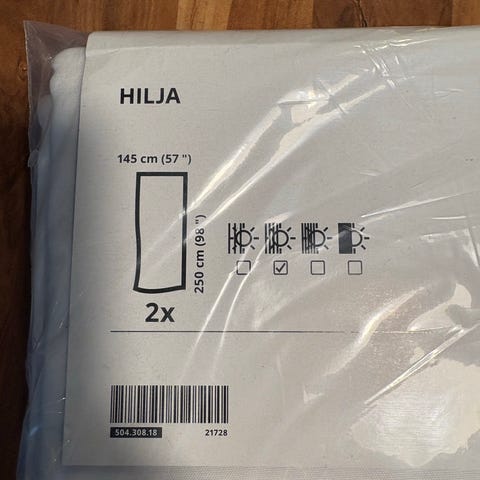 HILJA
145 cm (57 ")
250 cm (98 ")
2x
504.308.18
21728